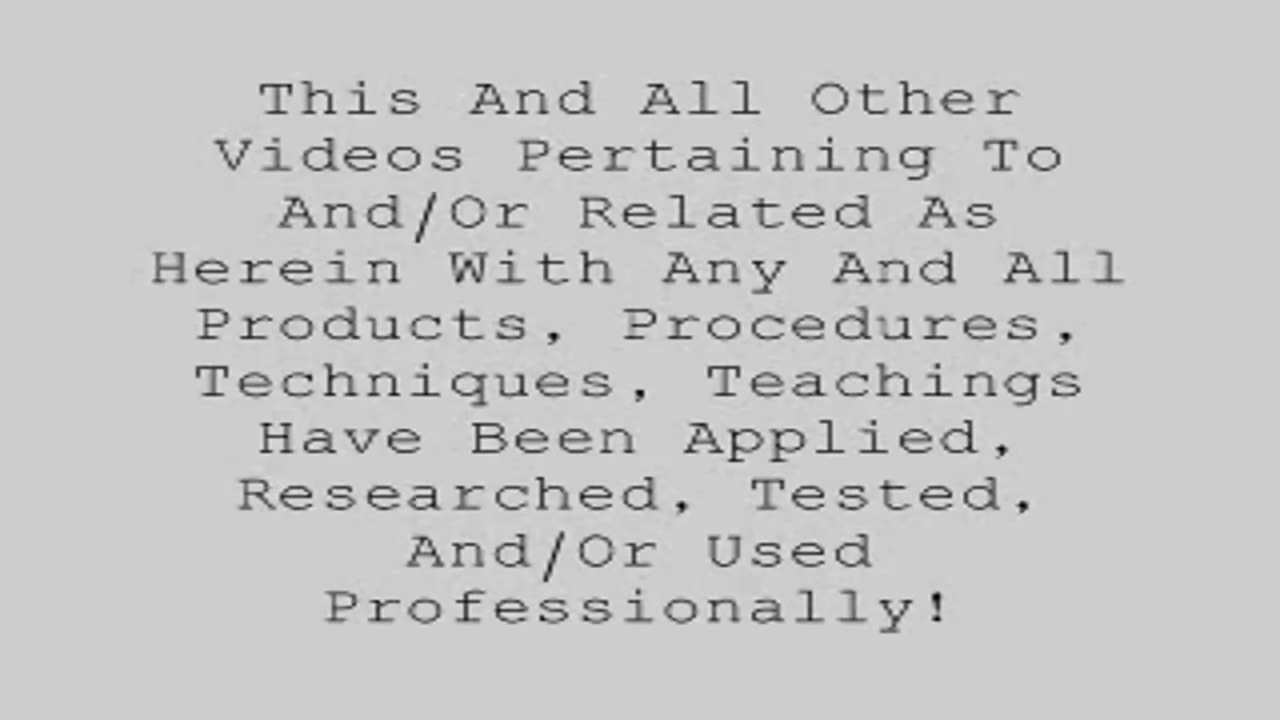 This And All Other
Videos Pertaining To
And/Or Related As
Herein With Any And All
Products, Procedures,
Techniques, Teachings
Have Been Applied,
Researched, Tested,
And/Or Used
Professionally!